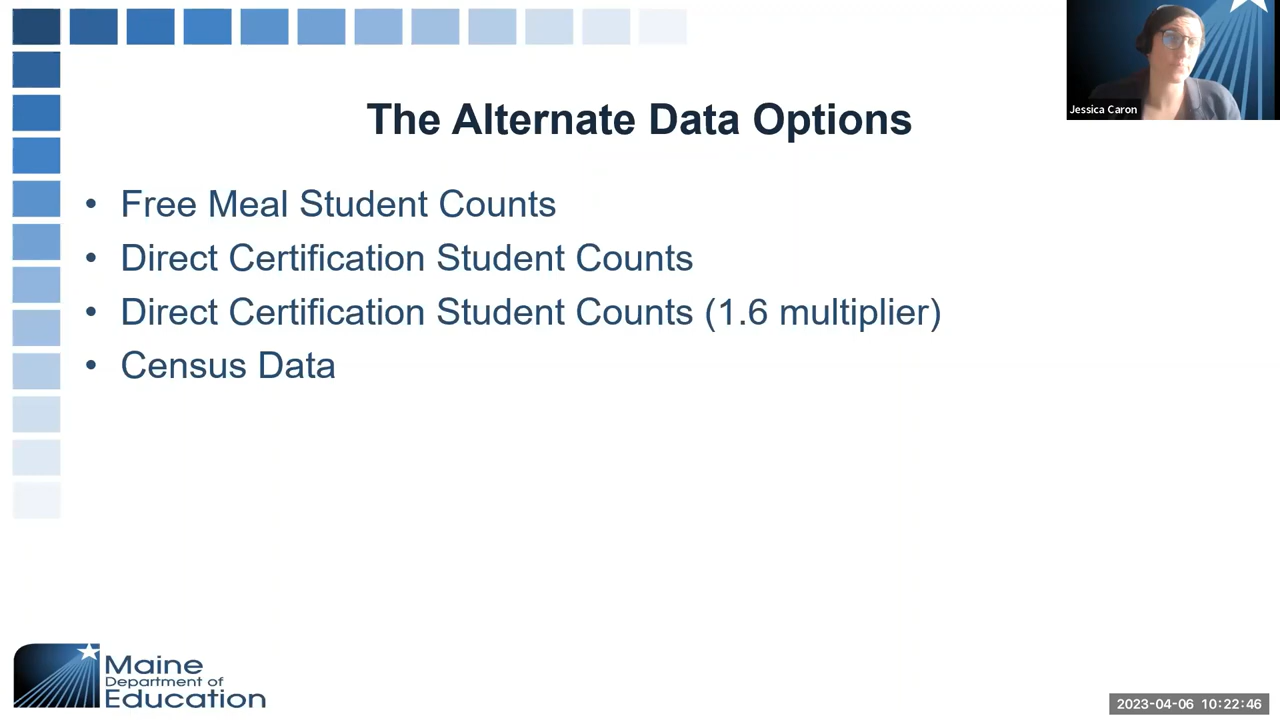 The Alternate Data Options
Jessica Caron
• Free Meal Student Counts
• Direct Certification Student Counts
• Direct Certification Student Counts (1.6 multiplier)
• Census Data
Maine
Department of
Education
2023-04-06 10:22:46